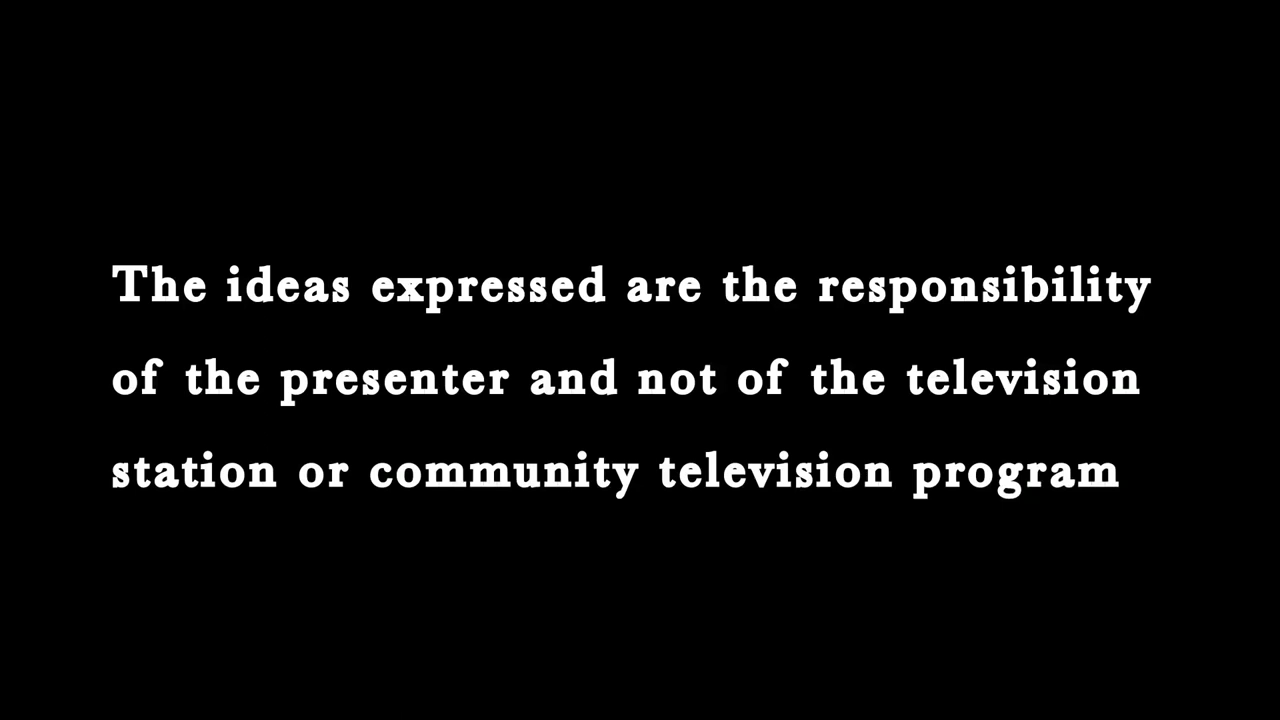 The ideas expressed are the responsibility
of the presenter and not of the television
station or community television program